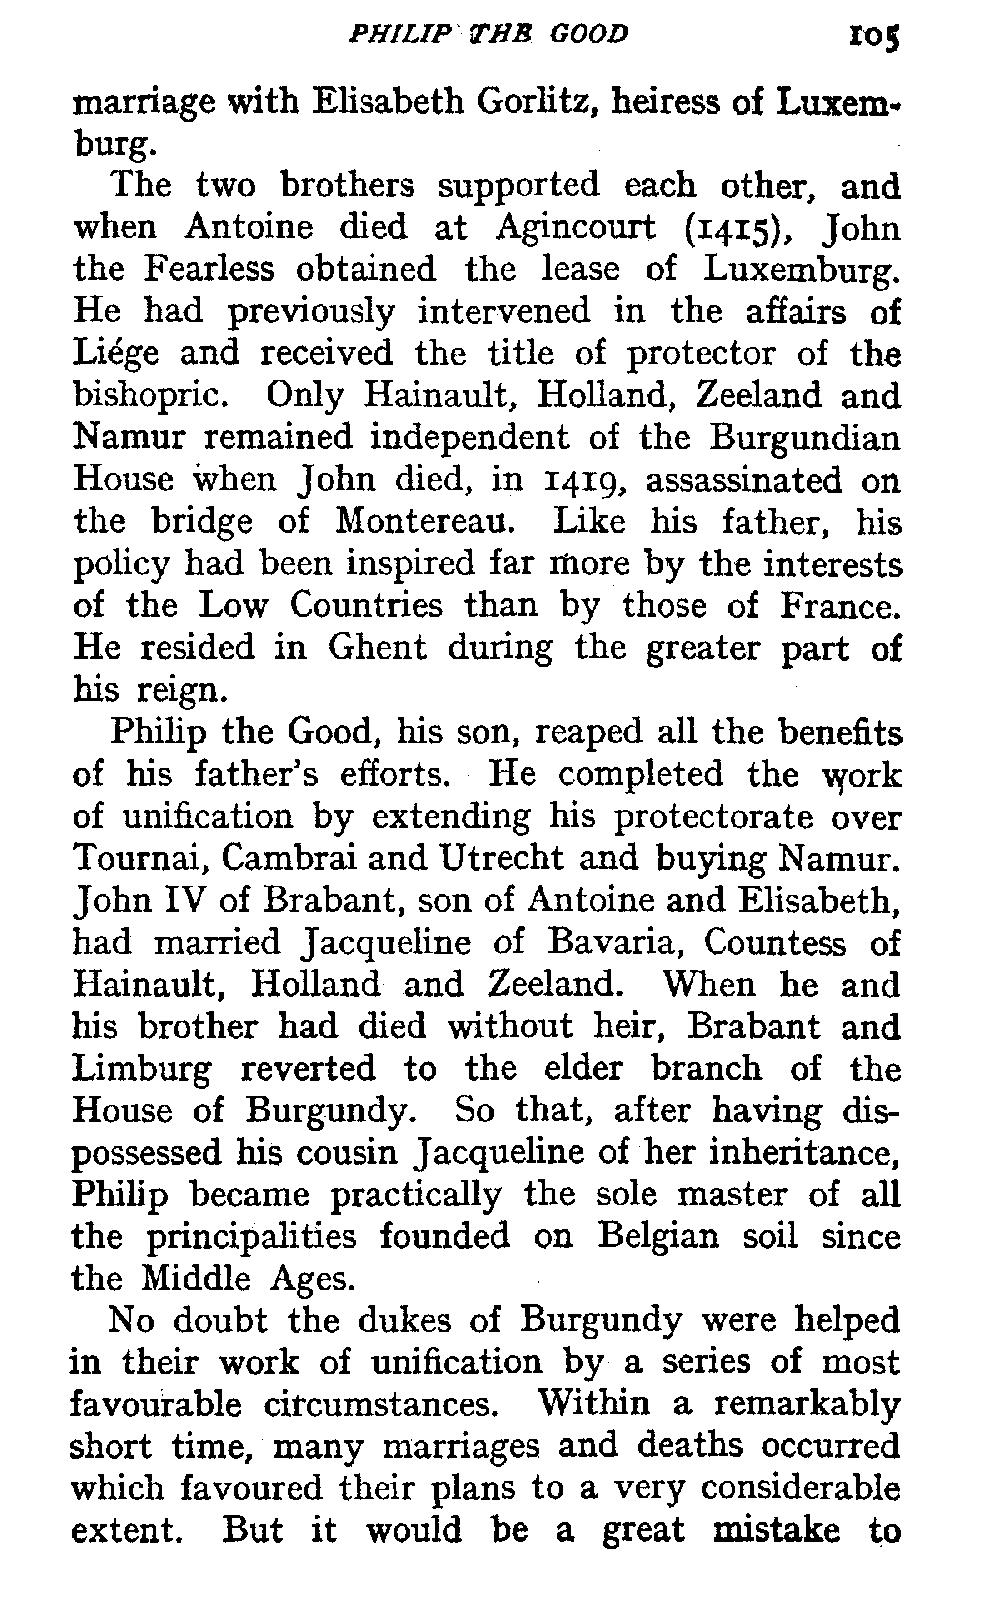 PHILIP THE GOOD 105
marriage with Elisabeth Gorlitz, heiress of Luxem-
burg.
The two brothers supported each other, and
when Antoine died at Agincourt (1415), John
the Fearless obtained the lease of Luxemburg.
He had previously intervened in the affairs of
Liége and received the title of protector of the
bishopric. Only Hainault, Holland, Zeeland and
Namur remained independent of the Burgundian
House when John died, in 1419, assassinated on
the bridge of Montereau. Like his father, his
policy had been inspired far more by the interests
of the Low Countries than by those of France.
He resided in Ghent during the greater part of
his reign.
Philip the Good, his son, reaped all the benefits
of his father's efforts. He completed the work
of unification by extending his protectorate over
Tournai, Cambrai and Utrecht and buying Namur.
John IV of Brabant, son of Antoine and Elisabeth,
had married Jacqueline of Bavaria, Countess of
Hainault, Holland and Zeeland. When he and
his brother had died without heir, Brabant and
Limburg reverted to the elder branch of the
House of Burgundy. So that, after having dis-
possessed his cousin Jacqueline of her inheritance,
Philip became practically the sole master of all
the principalities founded on Belgian soil since
the Middle Ages.
No doubt the dukes of Burgundy were helped
in their work of unification by a series of most
favourable circumstances. Within a remarkably
short time, many marriages and deaths occurred
which favoured their plans to a very considerable
extent. But it would be a great mistake to